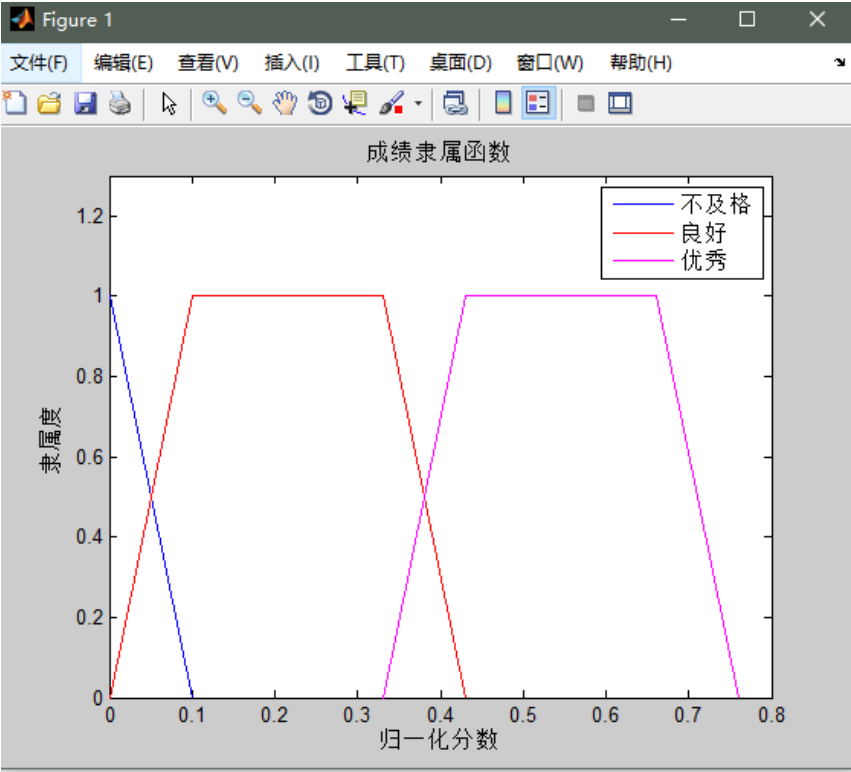 Figure 1
文件(F) 编辑(E) 查看(V) 插入(I) 工具(T) 桌面(D) 窗口(W) 帮助(H)
成绩隶属函数
不及格
良好
优秀
1.2
1
0.8
0.6
0.4
0.2
0
隶属度
0 0.1 0.2 0.3 0.4 0.5 0.6 0.7 0.8
归一化分数